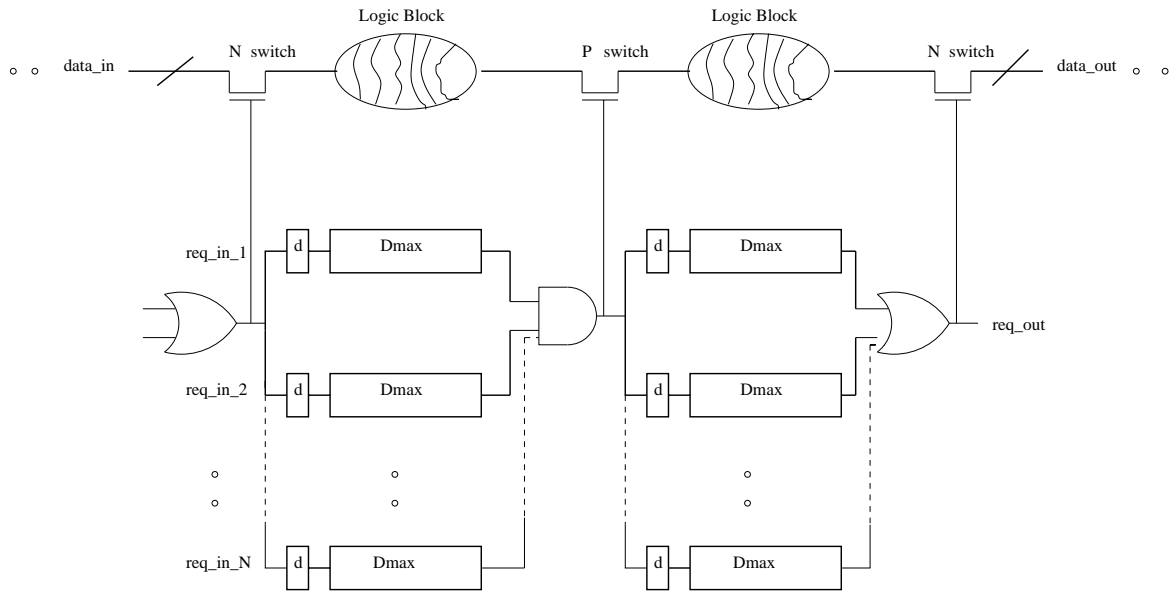 Logic Block
Logic Block
N switch
P switch
N switch
data_in
data_out
d
Dmax
d
Dmax
req_in_1
req_out
d
Dmax
d
Dmax
req_in_2
d
Dmax
d
Dmax
req_in_N